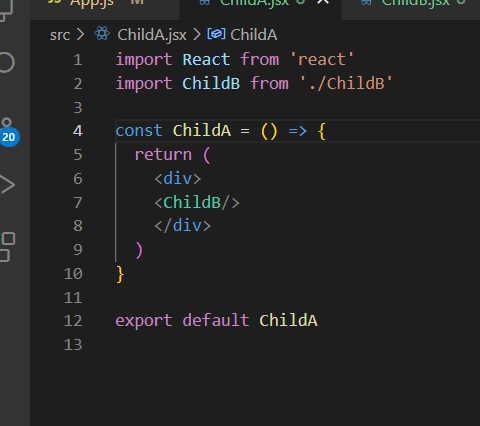 App.js M ChildA.jsx U ChildB.jsx
src > ChildA.jsx > ChildA
1 import React from 'react'
2 import ChildB from './ChildB'
3
4 const ChildA = () => {
5 return (
6 <div>
7 <ChildB/>
8 </div>
9 )
10 }
11
12 export default ChildA
13
20